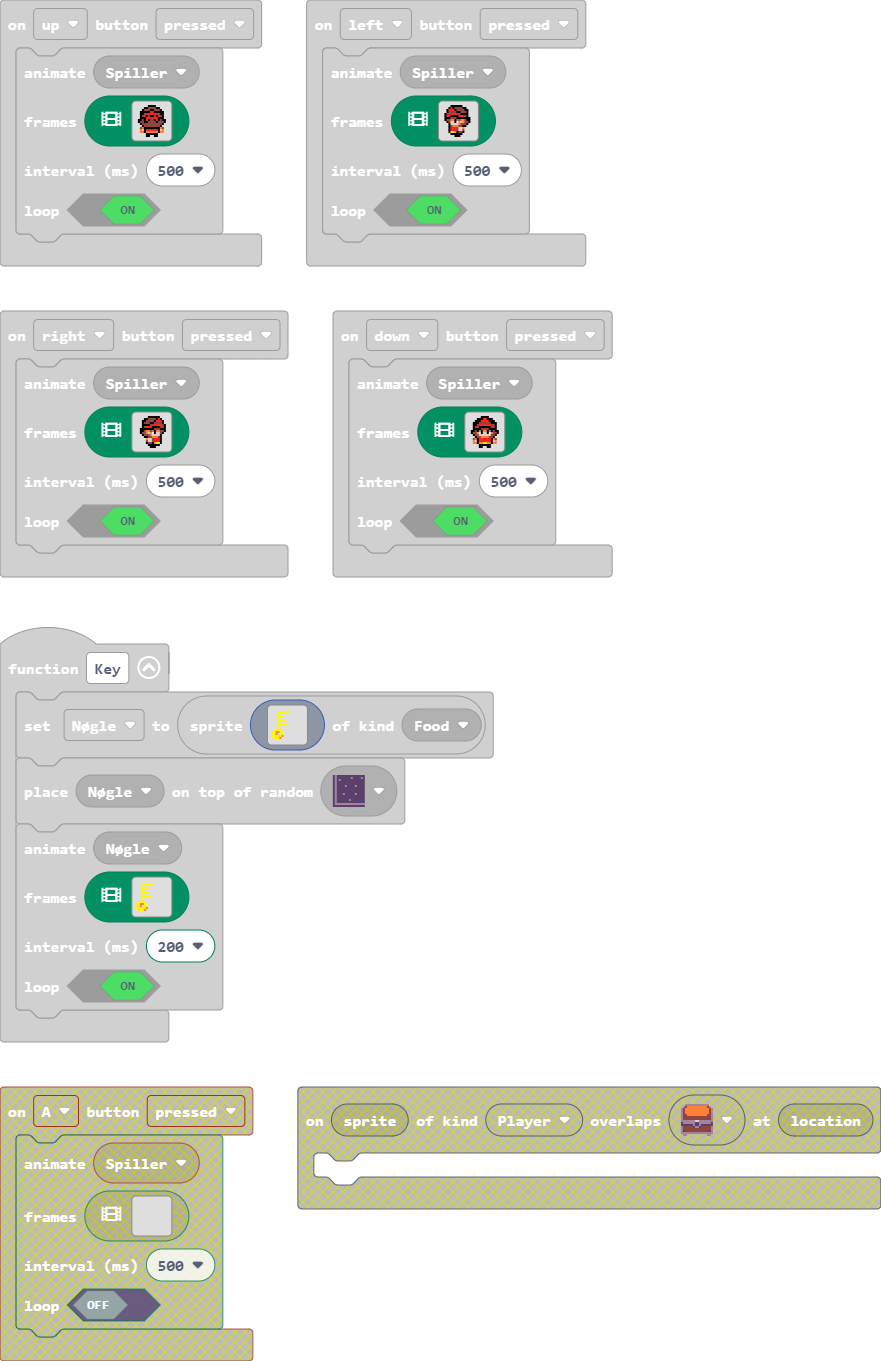 on up button pressed
animate Spiller
frames
interval (ms) 500
loop ON
on left button pressed
animate Spiller
frames
interval (ms) 500
loop ON
on right button pressed
animate Spiller
frames
interval (ms) 500
loop ON
on down button pressed
animate Spiller
frames
interval (ms) 500
loop ON
function Key
set Nøgle to sprite of kind Food
place Nøgle on top of random
animate Nøgle
frames
interval (ms) 200
loop ON
on A button pressed
animate Spiller
frames
interval (ms) 500
loop OFF
on sprite of kind Player overlaps at location